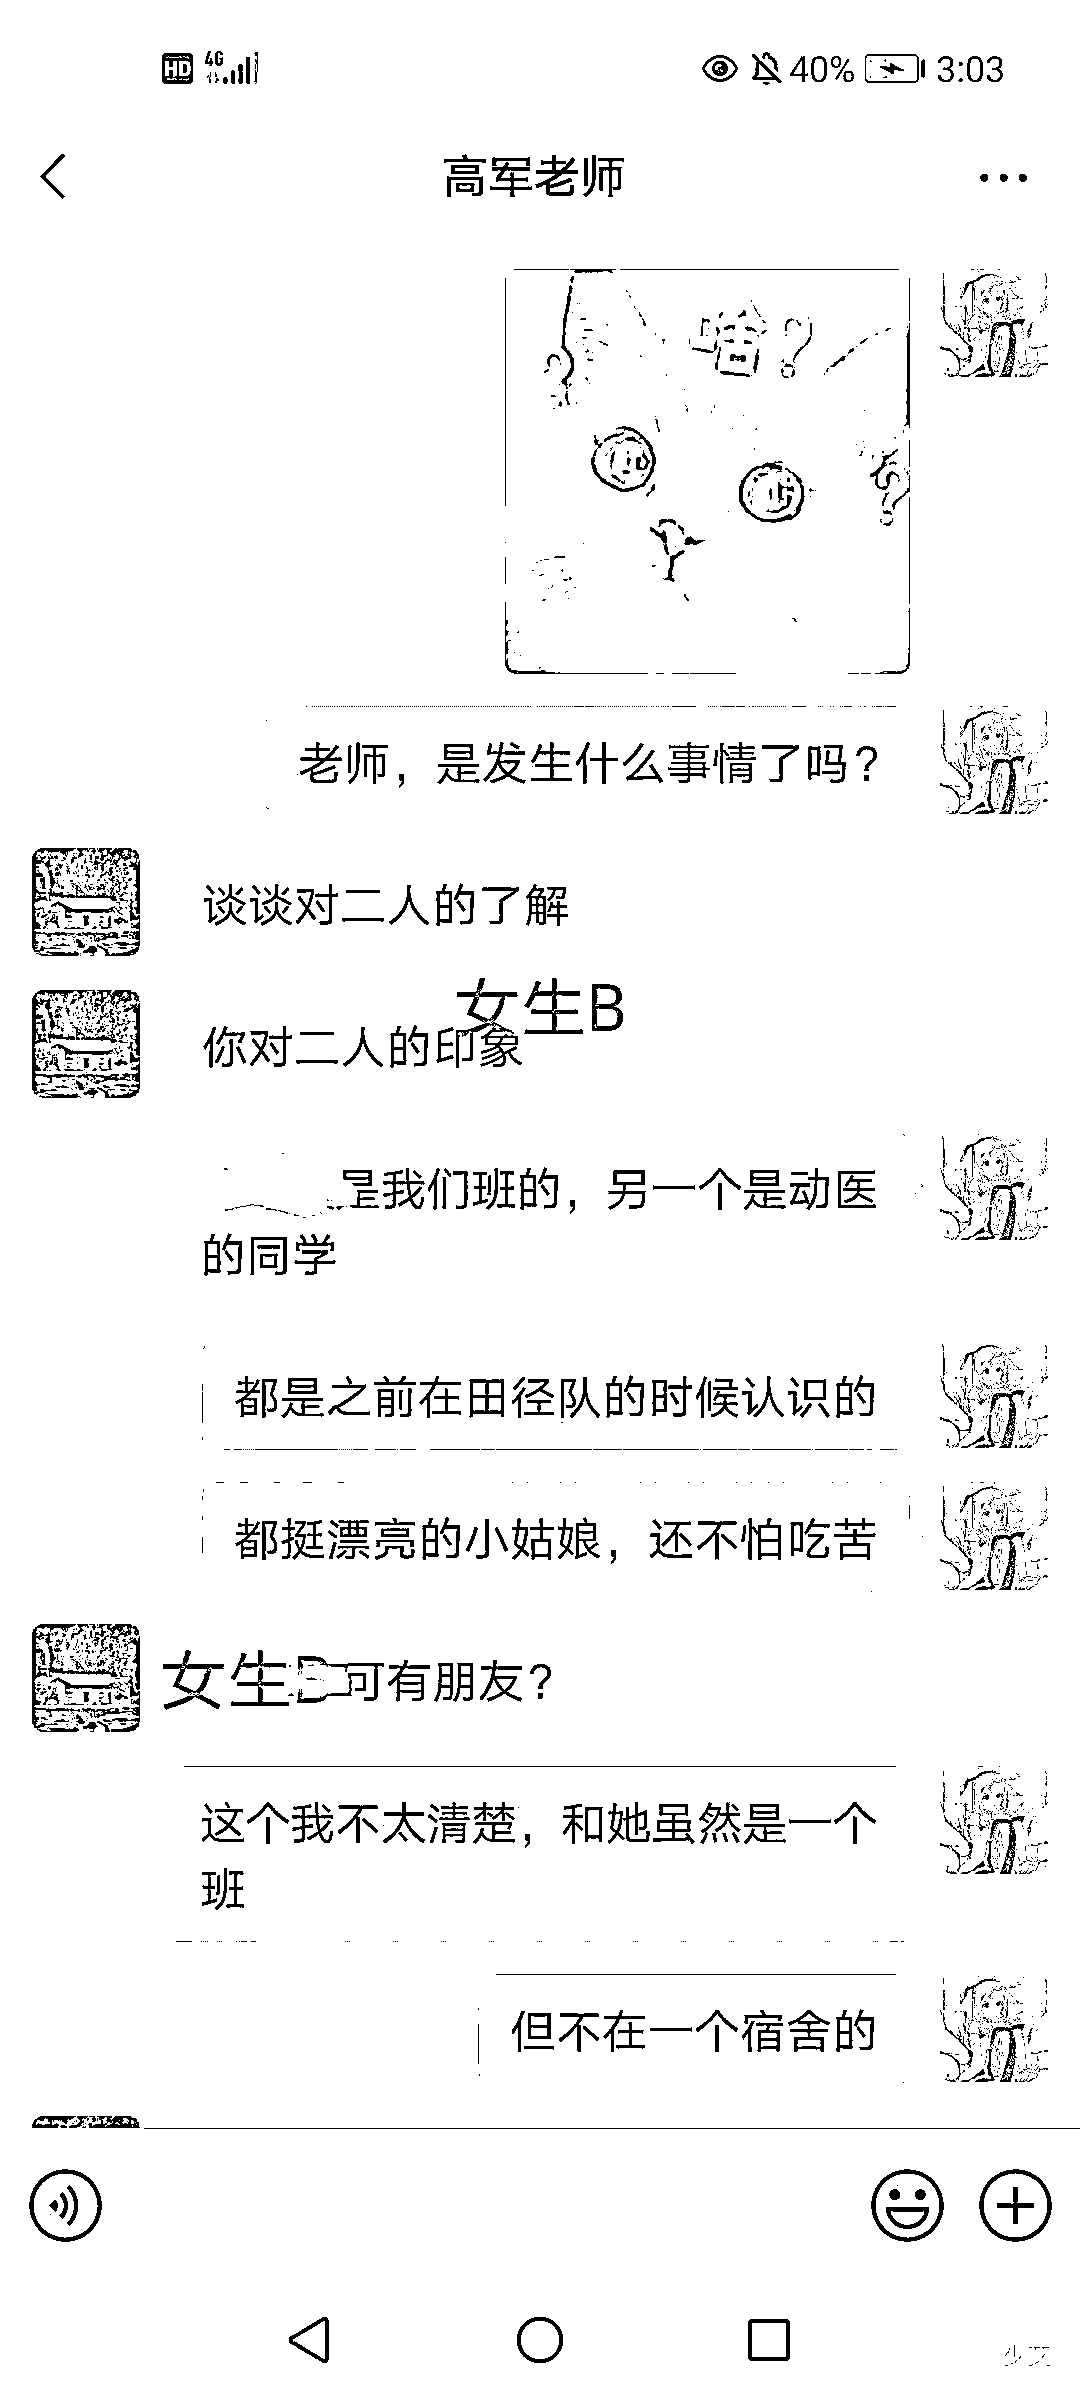 HD 4G 40% 3:03
高军老师
啥?
老师，是发生什么事情了吗？
谈谈对二人的了解
女生B
你对二人的印象
是我们班的，另一个是动医
的同学
都是之前在田径队的时候认识的
都挺漂亮的小姑娘，还不怕吃苦
女生B可有朋友？
这个我不太清楚，和她虽然是一个
班
但不在一个宿舍的